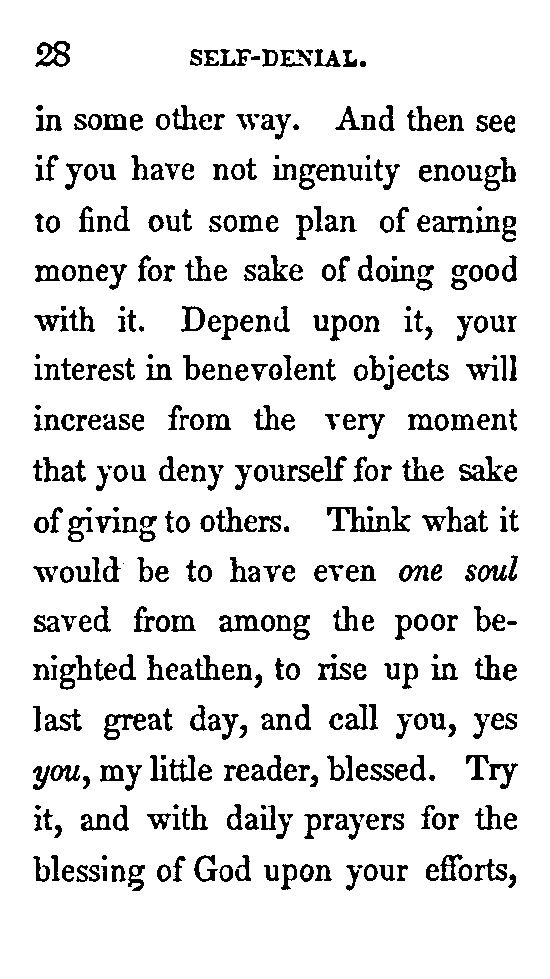 28 SELF-DENIAL.
in some other way. And then see
if you have not ingenuity enough
to find out some plan of earning
money for the sake of doing good
with it. Depend upon it, your
interest in benevolent objects will
increase from the very moment
that you deny yourself for the sake
of giving to others. Think what it
would be to have even one soul
saved from among the poor be-
nighted heathen, to rise up in the
last great day, and call you, yes
you, my little reader, blessed. Try
it, and with daily prayers for the
blessing of God upon your efforts,